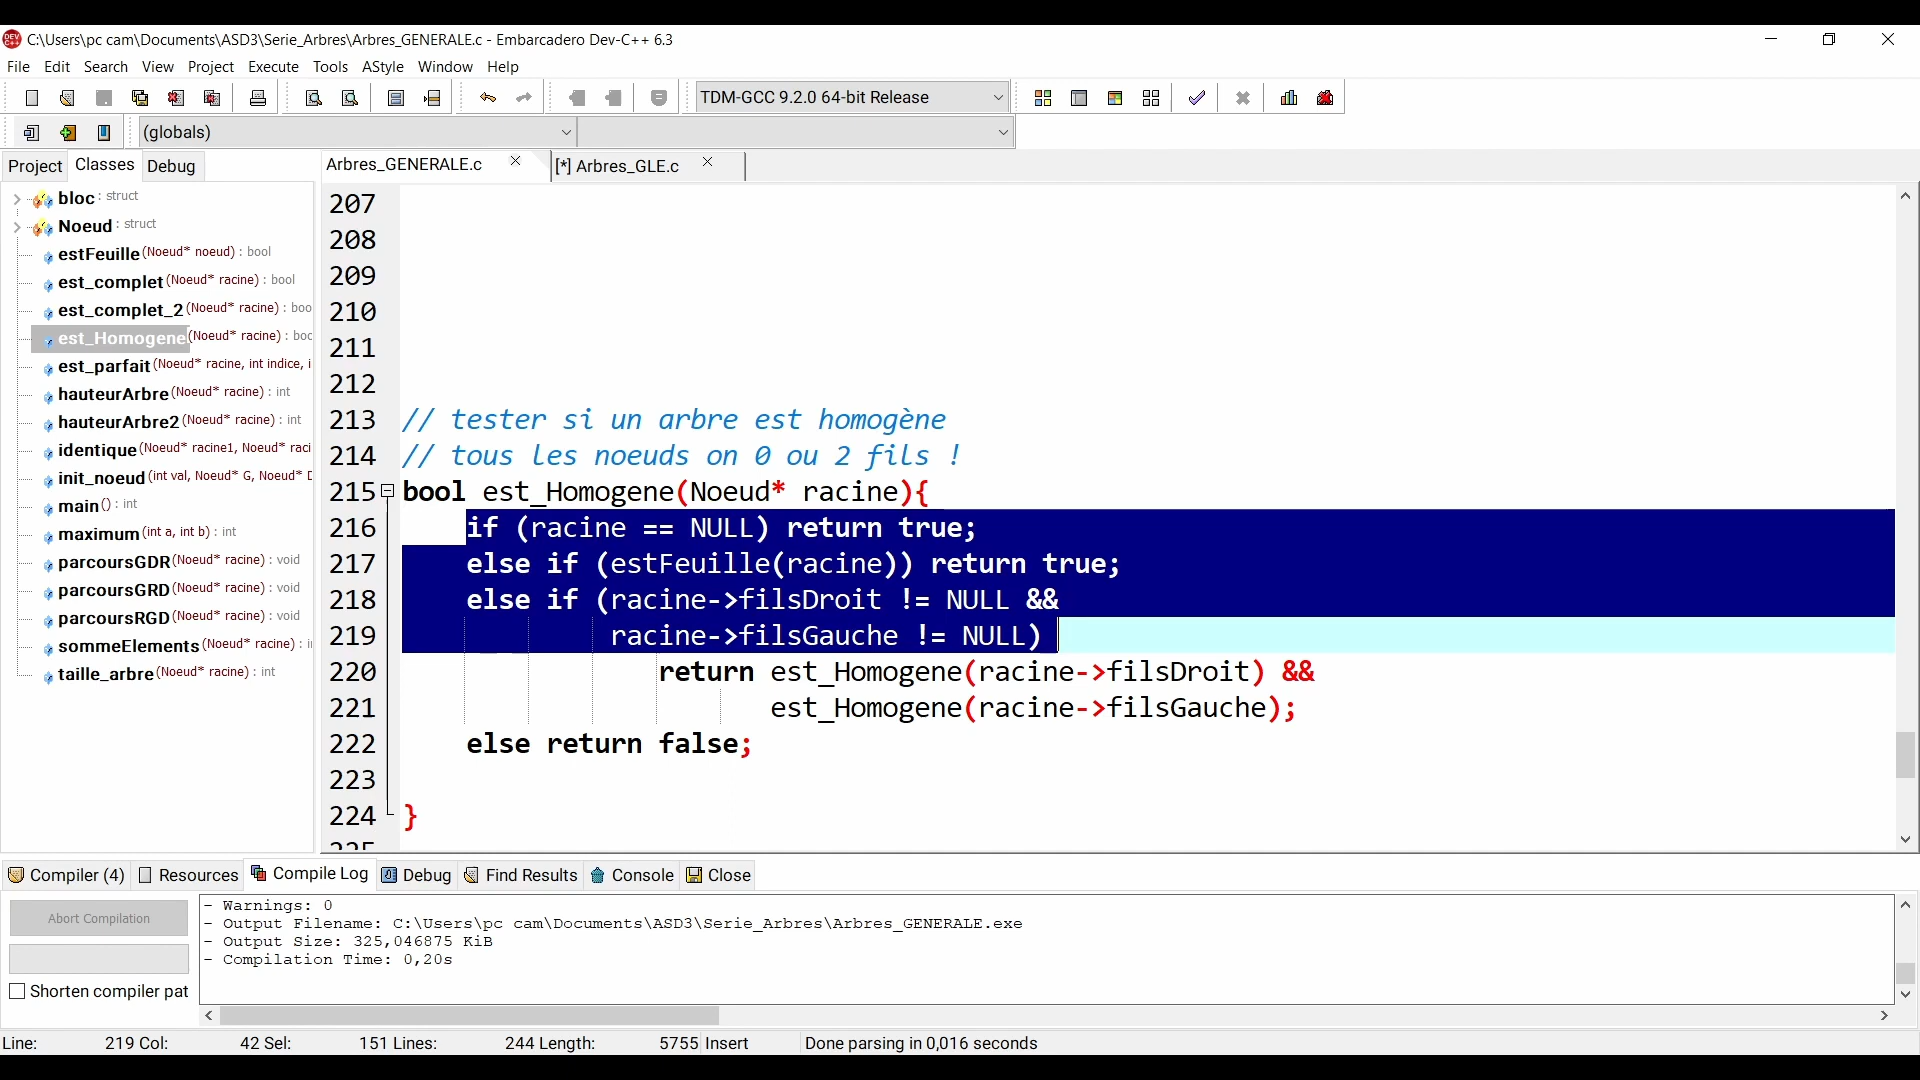 C:\Users\pc cam\Documents\ASD3\Serie_Arbres\Arbres_GENERALE.c - Embarcadero Dev-C++ 6.3
File Edit Search View Project Execute Tools AStyle Window Help
TDM-GCC 9.2.0 64-bit Release
(globals)
Project Classes Debug
Arbres_GENERALE.c [*] Arbres_GLE.c
bloc : struct
Noeud : struct
estFeuille (Noeud* noeud) : bool
est_complet (Noeud* racine) : bool
est_complet_2 (Noeud* racine) : boo
est_Homogene (Noeud* racine) : boo
est_parfait (Noeud* racine, int indice, i
hauteurArbre (Noeud* racine) : int
hauteurArbre2 (Noeud* racine) : int
identique (Noeud* racine1, Noeud* raci
init_noeud (int val, Noeud* G, Noeud* D
main () : int
maximum (int a, int b) : int
parcoursGDR (Noeud* racine) : void
parcoursGRD (Noeud* racine) : void
parcoursRGD (Noeud* racine) : void
sommeElements (Noeud* racine) : i
taille_arbre (Noeud* racine) : int
207
208
209
210
211
212
213 // tester si un arbre est homogène
214 // tous les noeuds on 0 ou 2 fils !
215 bool est_Homogene(Noeud* racine){
216 if (racine == NULL) return true;
217 else if (estFeuille(racine)) return true;
218 else if (racine->filsDroit != NULL &&
219 racine->filsGauche != NULL)
220 return est_Homogene(racine->filsDroit) &&
221 est_Homogene(racine->filsGauche);
222 else return false;
223
224 }
225
Compiler (4) Resources Compile Log Debug Find Results Console Close
Abort Compilation
Shorten compiler pat
- Warnings: 0
- Output Filename: C:\Users\pc cam\Documents\ASD3\Serie_Arbres\Arbres_GENERALE.exe
- Output Size: 325,046875 KiB
- Compilation Time: 0,20s
Line: 219 Col: 42 Sel: 151 Lines: 244 Length: 5755 Insert Done parsing in 0,016 seconds